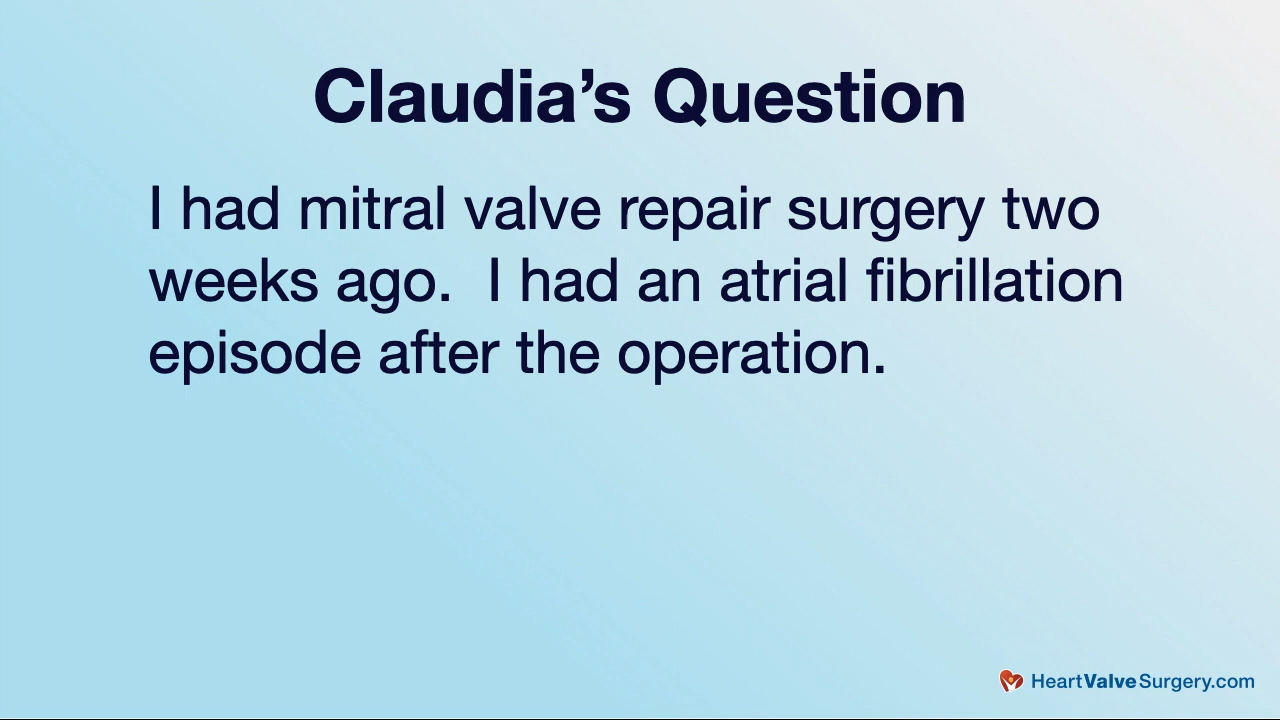 Claudia’s Question
I had mitral valve repair surgery two
weeks ago.  I had an atrial fibrillation
episode after the operation.
HeartValveSurgery.com